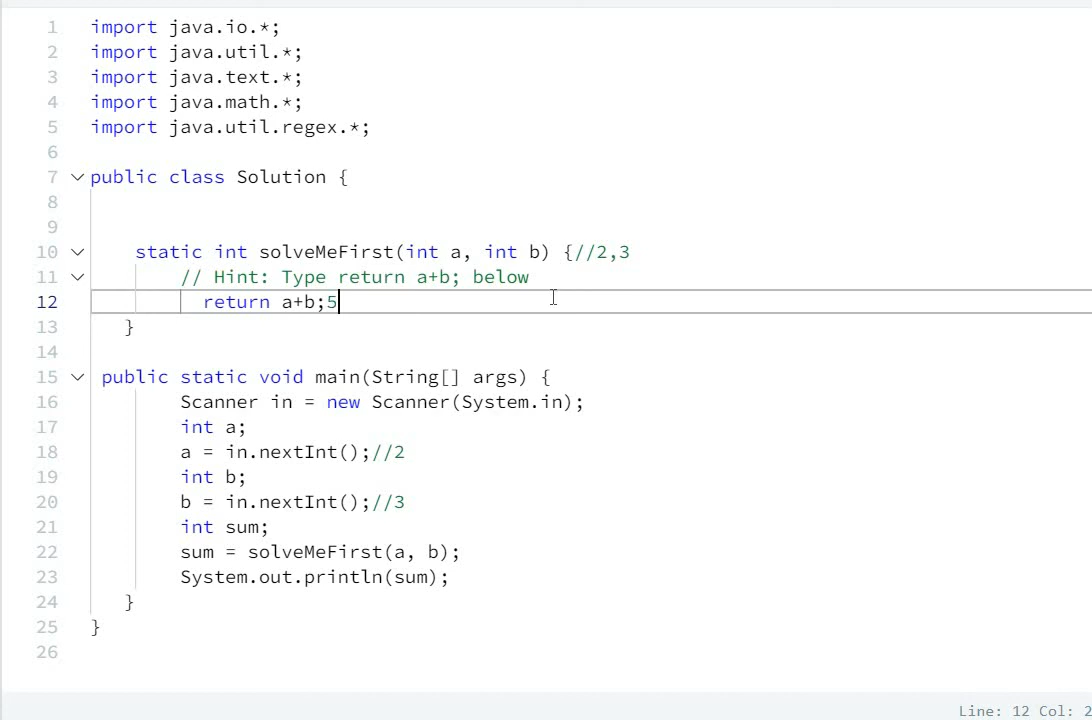 1 import java.io.*;
2 import java.util.*;
3 import java.text.*;
4 import java.math.*;
5 import java.util.regex.*;
6
7 public class Solution {
8
9
10 static int solveMeFirst(int a, int b) {//2,3
11 // Hint: Type return a+b; below
12 return a+b;5
13 }
14
15 public static void main(String[] args) {
16 Scanner in = new Scanner(System.in);
17 int a;
18 a = in.nextInt();//2
19 int b;
20 b = in.nextInt();//3
21 int sum;
22 sum = solveMeFirst(a, b);
23 System.out.println(sum);
24 }
25 }
26
Line: 12 Col: